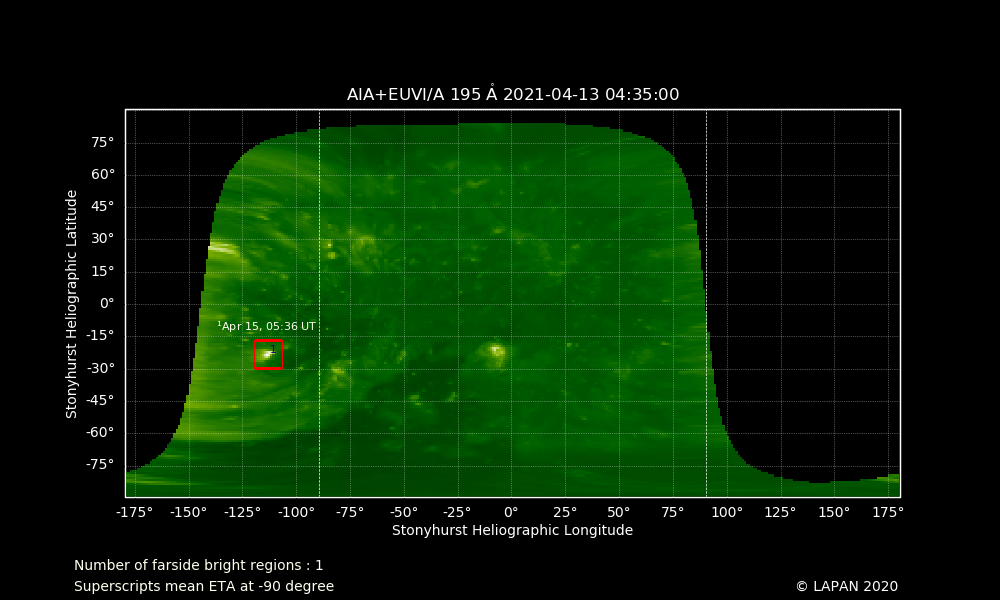 AIA+EUVI/A 195 Å 2021-04-13 04:35:00
Stonyhurst Heliographic Latitude
75°
60°
45°
30°
15°
0°
-15°
-30°
-45°
-60°
-75°
¹Apr 15, 05:36 UT
1
-175° -150° -125° -100° -75° -50° -25° 0° 25° 50° 75° 100° 125° 150° 175°
Stonyhurst Heliographic Longitude
Number of farside bright regions : 1
Superscripts mean ETA at -90 degree
© LAPAN 2020